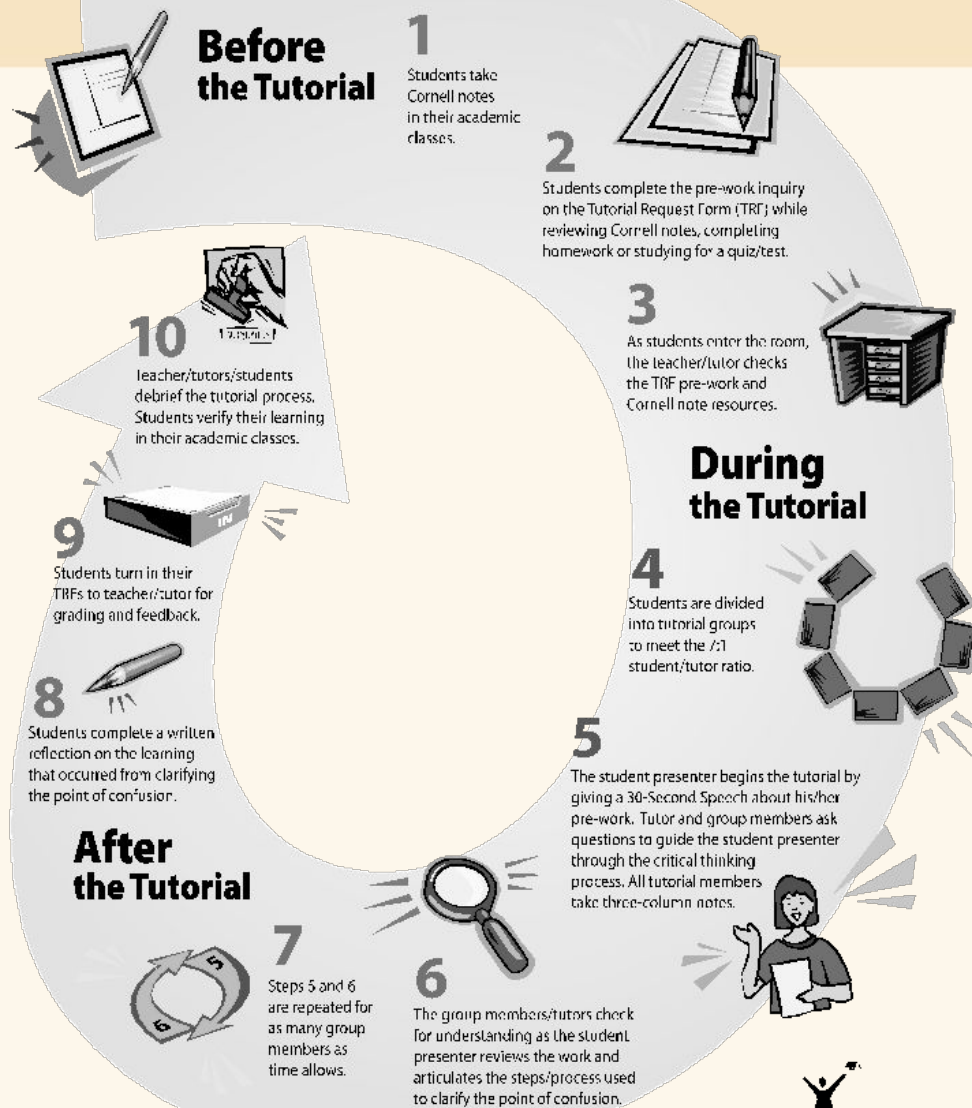 Before
the Tutorial
1
Students take
Cornell notes
in their academic
classes.
2
Students complete the pre-work inquiry
on the Tutorial Request Form (TRF) while
reviewing Cornell notes, completing
homework or studying for a quiz/test.
3
As students enter the room,
the teacher/tutor checks
the TRF pre-work and
Cornell note resources.
During
the Tutorial
4
Students are divided
into tutorial groups
to meet the 7:1
student/tutor ratio.
5
The student presenter begins the tutorial by
giving a 30-Second Speech about his/her
pre-work. Tutor and group members ask
questions to guide the student presenter
through the critical thinking
process. All tutorial members
take three-column notes.
6
The group members/tutors check
for understanding as the student
presenter reviews the work and
articulates the steps/process used
to clarify the point of confusion.
7
Steps 5 and 6
are repeated for
as many group
members as
time allows.
5
6
After
the Tutorial
8
Students complete a written
reflection on the learning
that occurred from clarifying
the point of confusion.
9
Students turn in their
TRFs to teacher/tutor for
grading and feedback.
IN
10
Teacher/tutors/students
debrief the tutorial process.
Students verify their learning
in their academic classes.